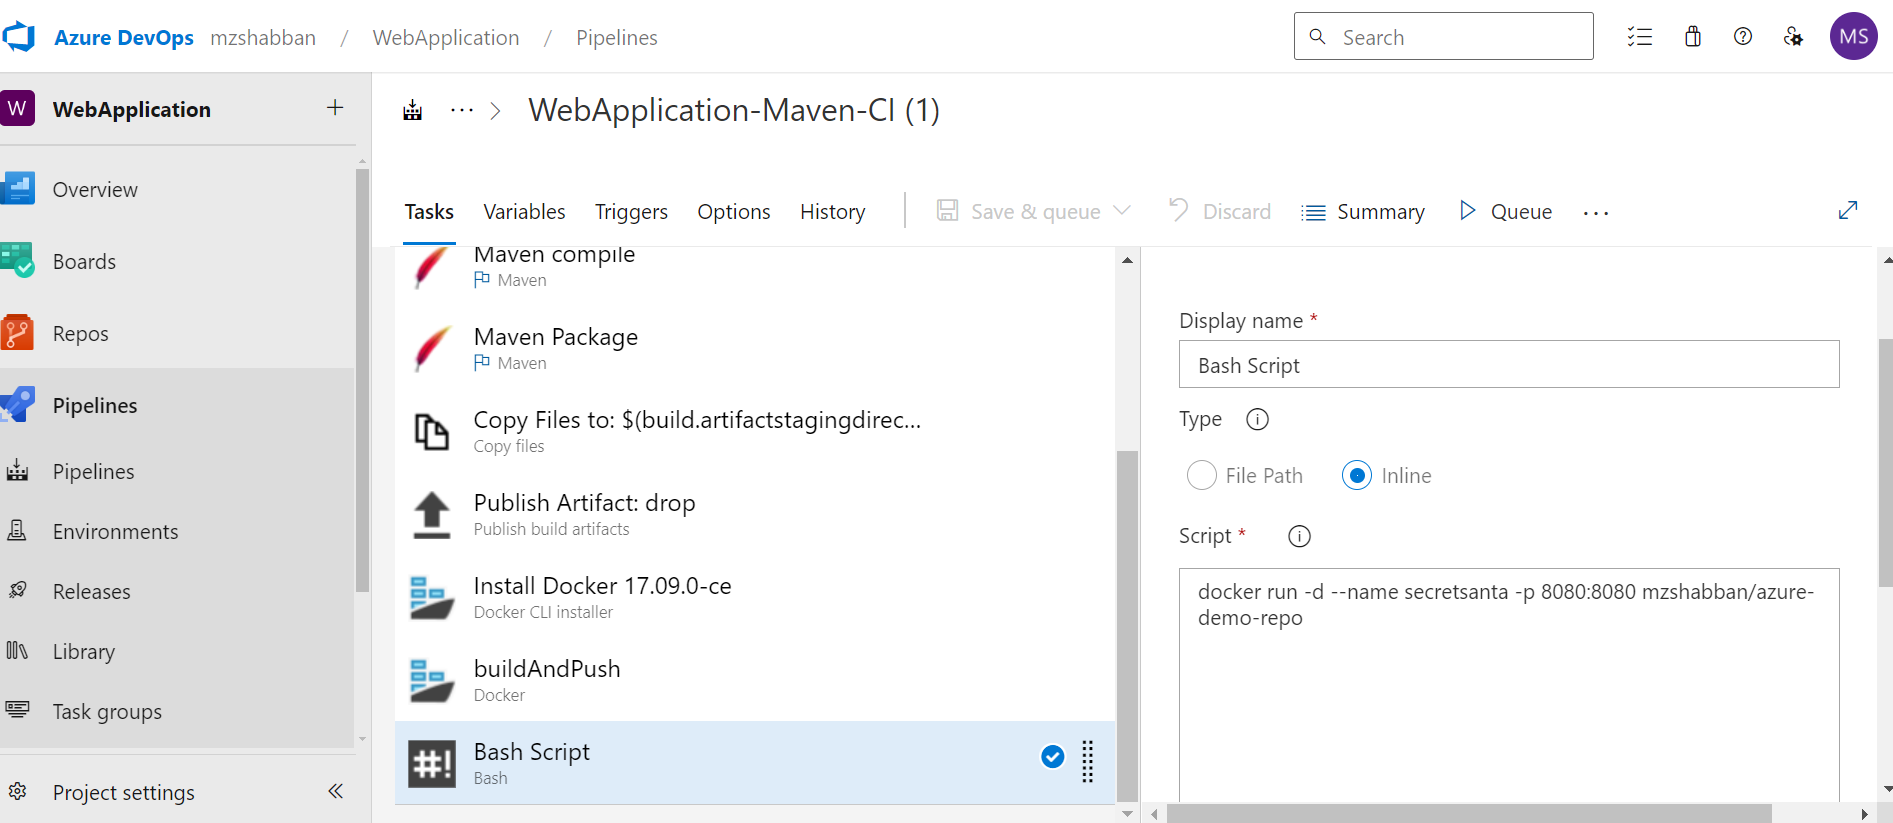 Azure DevOps mzshabban / WebApplication / Pipelines
Search
MS
W WebApplication +
Overview
Boards
Repos
Pipelines
Pipelines
Environments
Releases
Library
Task groups
Project settings
WebApplication-Maven-CI (1)
Tasks Variables Triggers Options History Save & queue Discard Summary Queue ...
Maven compile
Maven
Maven Package
Maven
Copy Files to: $(build.artifactstagingdirec...
Copy files
Publish Artifact: drop
Publish build artifacts
Install Docker 17.09.0-ce
Docker CLI installer
buildAndPush
Docker
#! Bash Script
Bash
Display name *
Bash Script
Type
File Path Inline
Script *
docker run -d --name secretsanta -p 8080:8080 mzshabban/azure-
demo-repo